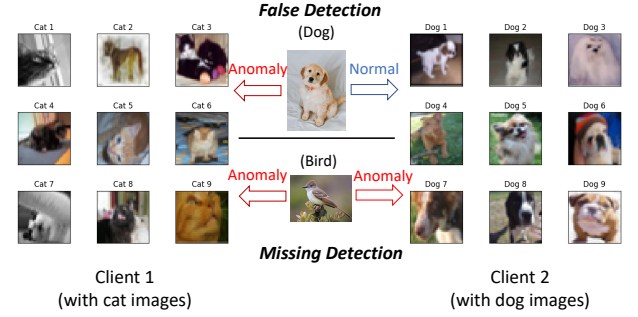 False Detection
(Dog)
Cat 1
Cat 2
Cat 3
Anomaly
Normal
Dog 1
Dog 2
Dog 3
Cat 4
Cat 5
Cat 6
Dog 4
Dog 5
Dog 6
(Bird)
Anomaly
Anomaly
Cat 7
Cat 8
Cat 9
Dog 7
Dog 8
Dog 9
Missing Detection
Client 1
(with cat images)
Client 2
(with dog images)